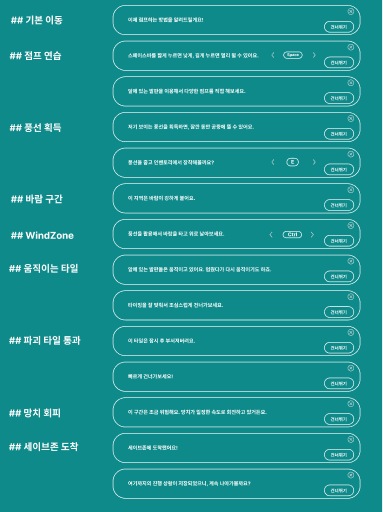 ## 기본 이동
이제 점프하는 방법을 알려드릴게요!
건너뛰기
## 점프 연습
스페이스바를 짧게 누르면 낮게, 길게 누르면 멀리 뛸 수 있어요.
Space
건너뛰기
앞에 있는 발판을 이용해서 다양한 점프를 직접 해보세요.
건너뛰기
## 풍선 획득
저기 보이는 풍선을 획득하면, 잠깐 동안 공중에 뜰 수 있어요.
건너뛰기
풍선을 줍고 인벤토리에서 장착해볼까요?
E
건너뛰기
## 바람 구간
이 지역은 바람이 강하게 불어요.
건너뛰기
## WindZone
풍선을 활용해서 바람을 타고 위로 날아보세요.
Ctrl
건너뛰기
## 움직이는 타일
앞에 있는 발판들은 움직이고 있어요. 멈췄다가 다시 움직이기도 하죠.
건너뛰기
타이밍을 잘 맞춰서 조심스럽게 건너가보세요.
건너뛰기
## 파괴 타일 통과
이 타일은 잠시 후 부서져버려요.
건너뛰기
빠르게 건너가보세요!
건너뛰기
## 망치 회피
이 구간은 조금 위험해요. 망치가 일정한 속도로 회전하고 있거든요.
건너뛰기
## 세이브존 도착
세이브존에 도착했어요!
건너뛰기
여기까지의 진행 상황이 저장되었으니, 계속 나아가볼까요?
건너뛰기